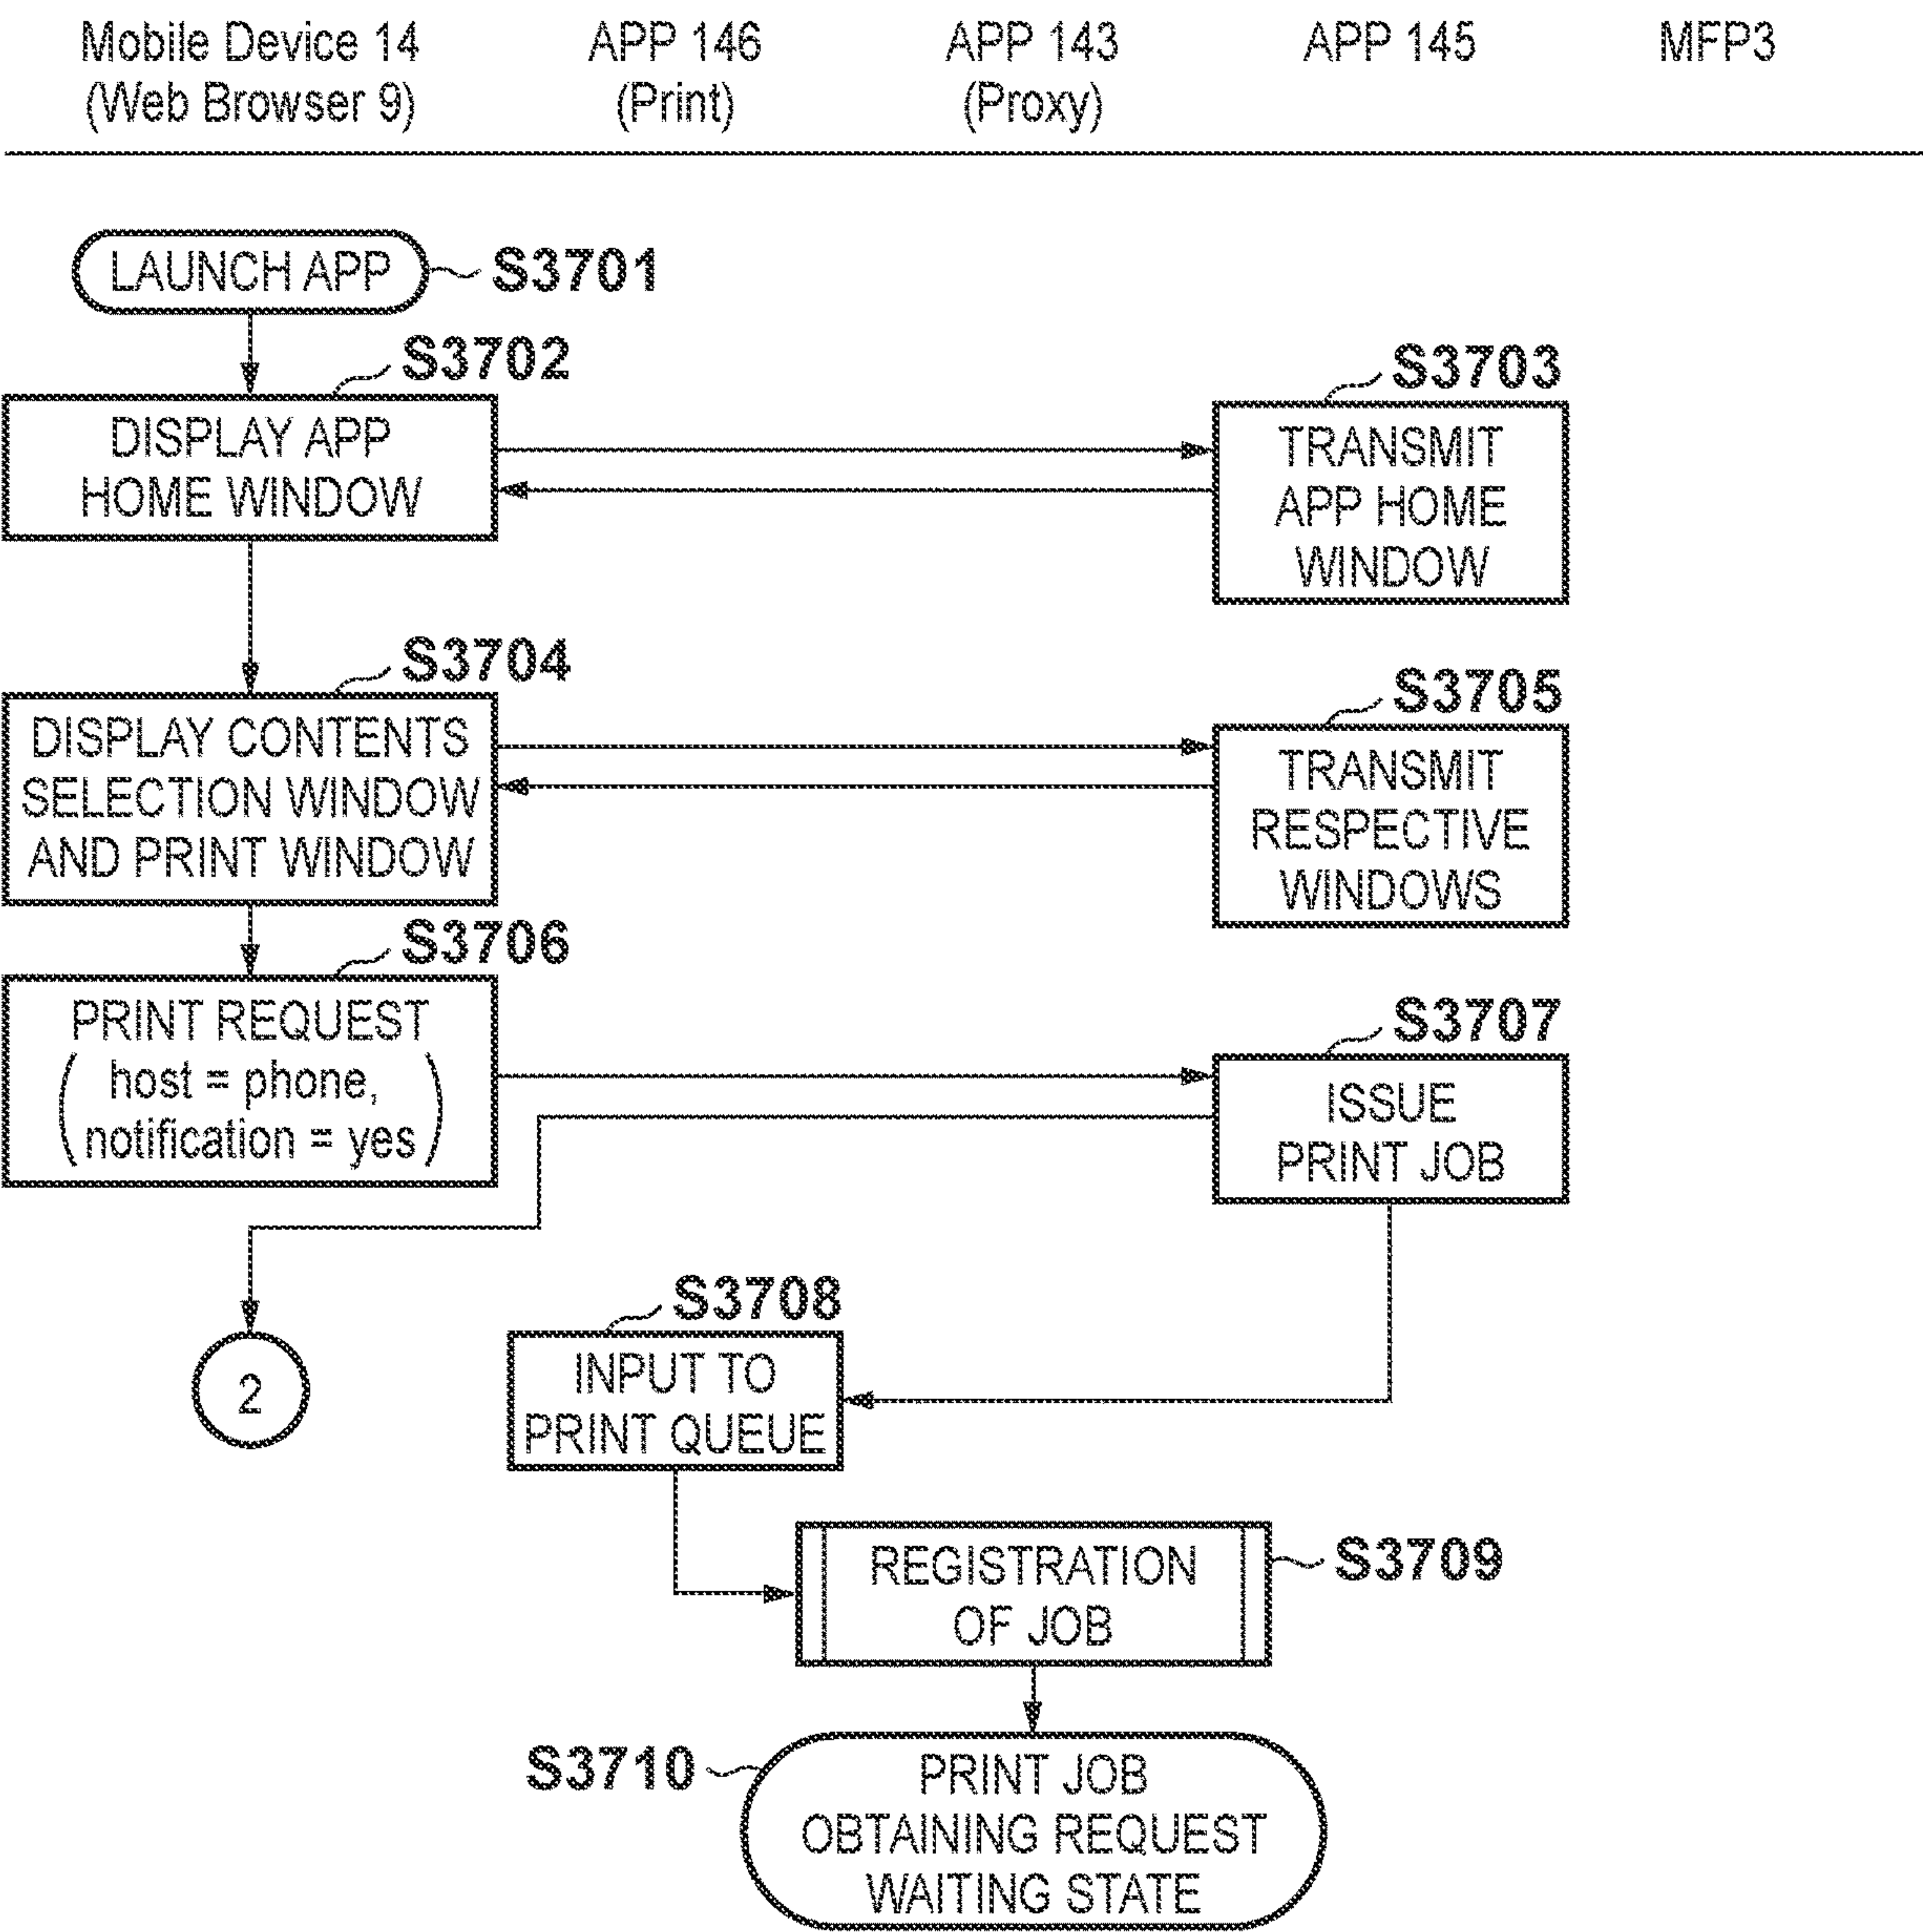 Mobile Device 14
(Web Browser 9)
APP 146
(Print)
APP 143
(Proxy)
APP 145
MFP3
LAUNCH APP
S3701
S3702
DISPLAY APP
HOME WINDOW
S3703
TRANSMIT
APP HOME
WINDOW
S3704
DISPLAY CONTENTS
SELECTION WINDOW
AND PRINT WINDOW
S3705
TRANSMIT
RESPECTIVE
WINDOWS
S3706
PRINT REQUEST
( host = phone,
notification = yes )
S3707
ISSUE
PRINT JOB
2
S3708
INPUT TO
PRINT QUEUE
REGISTRATION
OF JOB
S3709
S3710
PRINT JOB
OBTAINING REQUEST
WAITING STATE